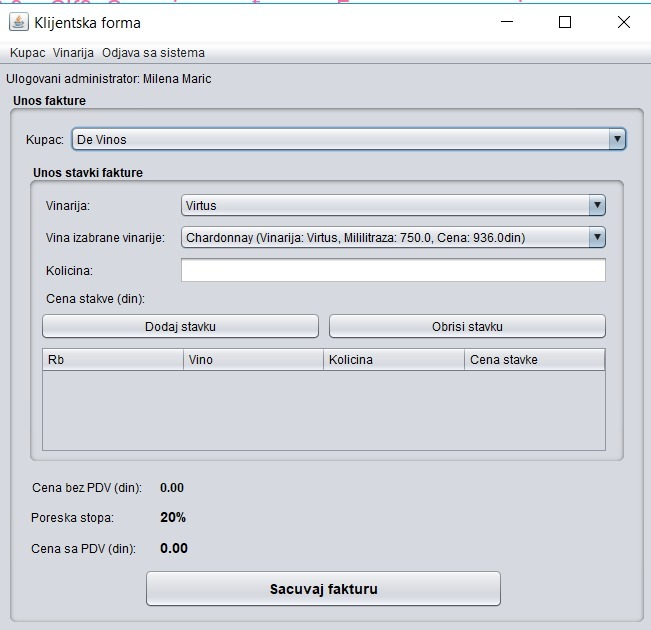 Klijentska forma
Kupac Vinarija Odjava sa sistema
Ulogovani administrator: Milena Maric
Unos fakture
Kupac: De Vinos
Unos stavki fakture
Vinarija: Virtus
Vina izabrane vinarije: Chardonnay (Vinarija: Virtus, Mililitraza: 750.0, Cena: 936.0din)
Kolicina:
Cena stakve (din):
Dodaj stavku Obrisi stavku
Rb Vino Kolicina Cena stavke
Cena bez PDV (din): 0.00
Poreska stopa: 20%
Cena sa PDV (din): 0.00
Sacuvaj fakturu